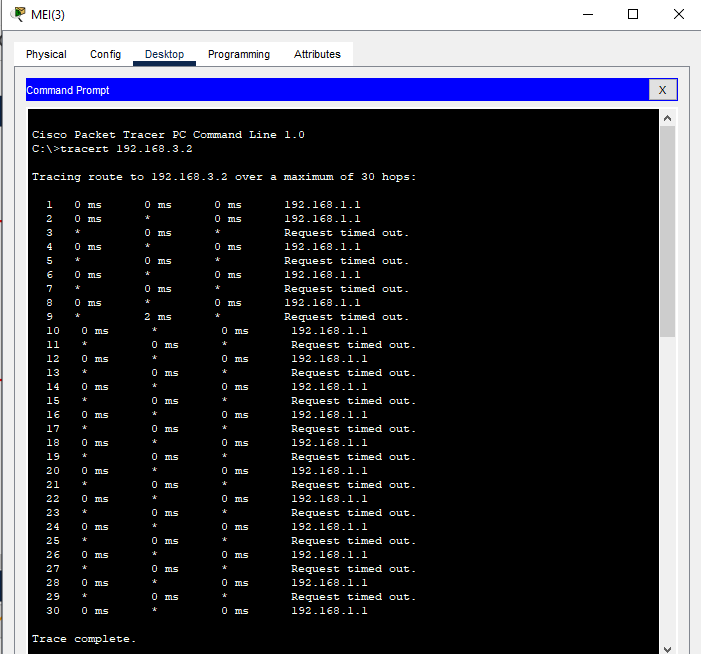 MEI(3)
Physical Config Desktop Programming Attributes
Command Prompt X
Cisco Packet Tracer PC Command Line 1.0
C:\>tracert 192.168.3.2
Tracing route to 192.168.3.2 over a maximum of 30 hops:
1 0 ms 0 ms 0 ms 192.168.1.1
2 0 ms * 0 ms 192.168.1.1
3 * 0 ms * Request timed out.
4 0 ms * 0 ms 192.168.1.1
5 * 0 ms * Request timed out.
6 0 ms * 0 ms 192.168.1.1
7 * 0 ms * Request timed out.
8 0 ms * 0 ms 192.168.1.1
9 * 2 ms * Request timed out.
10 0 ms * 0 ms 192.168.1.1
11 * 0 ms * Request timed out.
12 0 ms * 0 ms 192.168.1.1
13 * 0 ms * Request timed out.
14 0 ms * 0 ms 192.168.1.1
15 * 0 ms * Request timed out.
16 0 ms * 0 ms 192.168.1.1
17 * 0 ms * Request timed out.
18 0 ms * 0 ms 192.168.1.1
19 * 0 ms * Request timed out.
20 0 ms * 0 ms 192.168.1.1
21 * 0 ms * Request timed out.
22 0 ms * 0 ms 192.168.1.1
23 * 0 ms * Request timed out.
24 0 ms * 0 ms 192.168.1.1
25 * 0 ms * Request timed out.
26 0 ms * 0 ms 192.168.1.1
27 * 0 ms * Request timed out.
28 0 ms * 0 ms 192.168.1.1
29 * 0 ms * Request timed out.
30 0 ms * 0 ms 192.168.1.1
Trace complete.